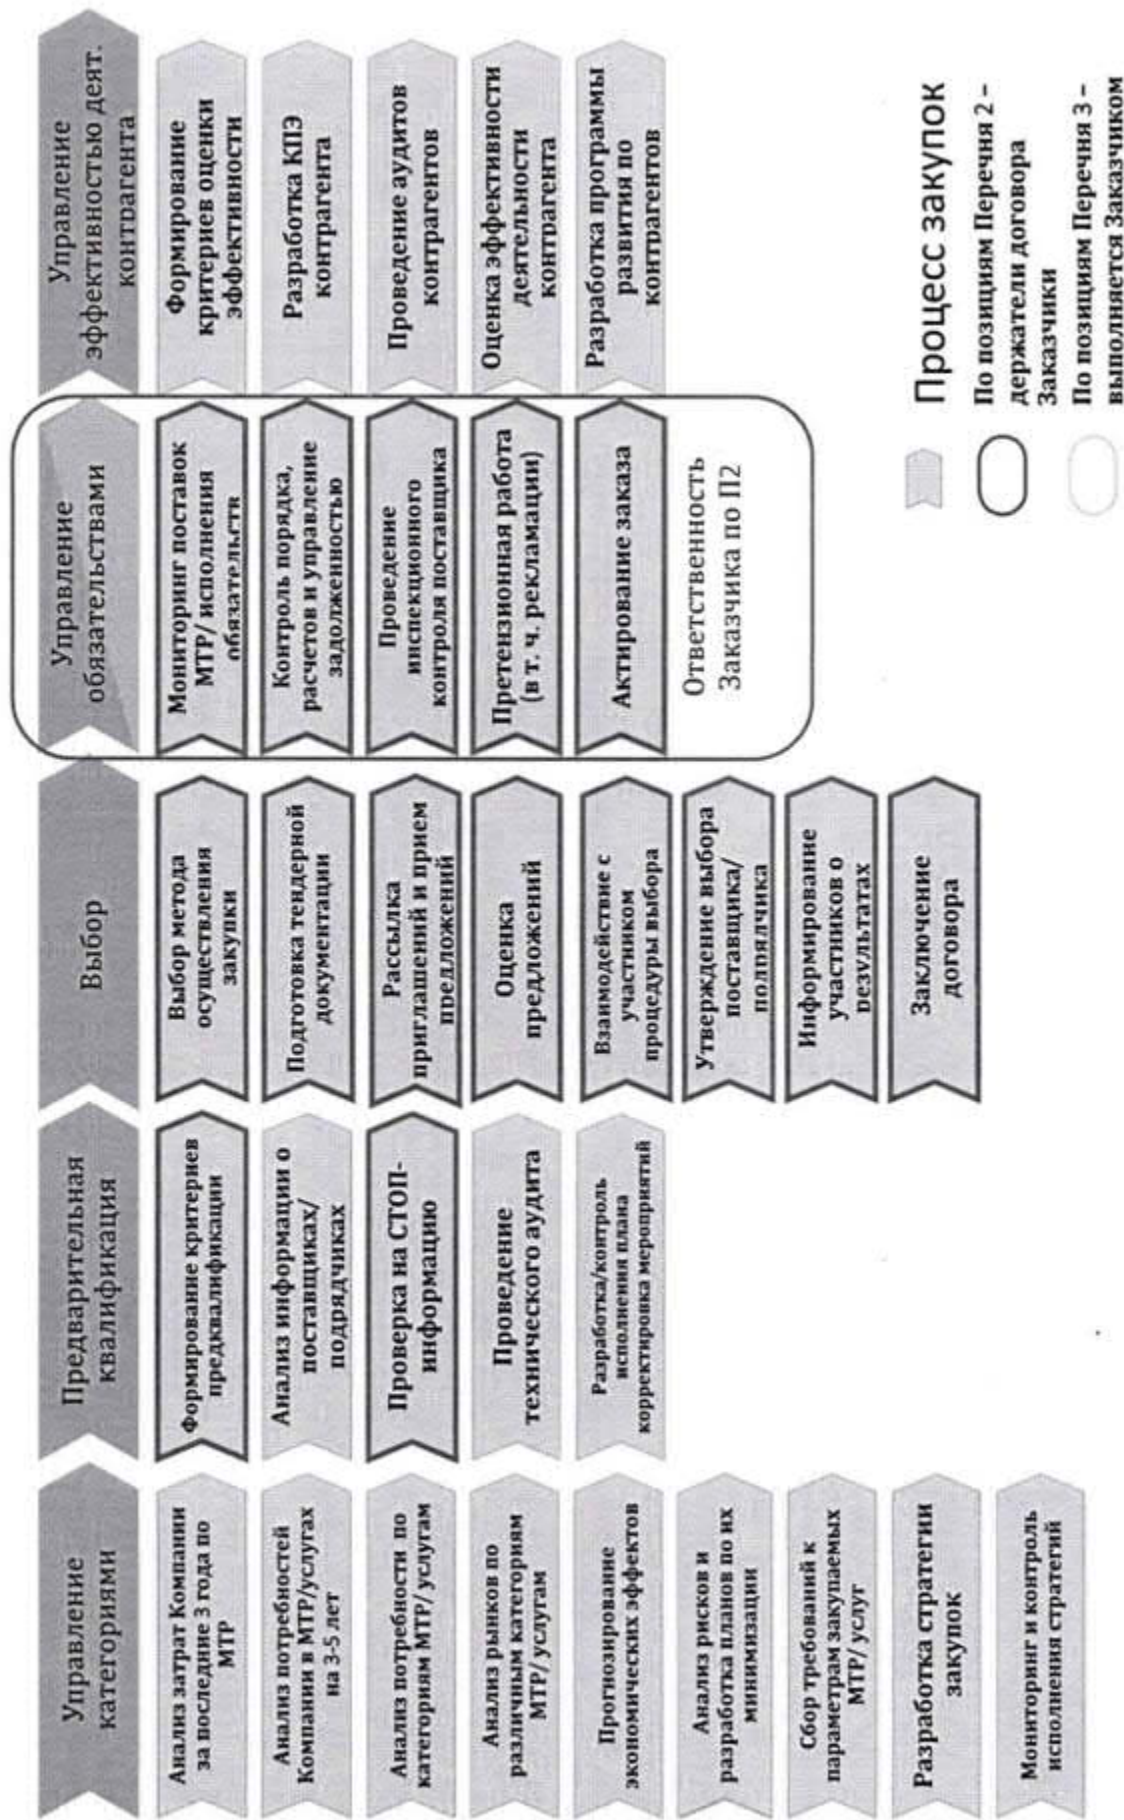 Управление
категориями
Анализ затрат Компании
за последние 3 года по
МТР
Анализ потребностей
Компании в МТР/услугах
на 3-5 лет
Анализ потребности по
категориям МТР/ услугам
Анализ рынков по
различным категориям
МТР/ услугам
Прогнозирование
экономических эффектов
Анализ рисков и
разработка планов по их
минимизации
Сбор требований к
параметрам закупаемых
МТР/ услуг
Разработка стратегии
закупок
Мониторинг и контроль
исполнения стратегий
Предварительная
квалификация
Формирование критериев
предквалификации
Анализ информации о
поставщиках/
подрядчиках
Проверка на СТОП-
информацию
Проведение
технического аудита
Разработка/контроль
исполнения плана
корректировка мероприятий
Выбор
Выбор метода
осуществления
закупки
Подготовка тендерной
документации
Рассылка
приглашений и прием
предложений
Оценка
предложений
Взаимодействие с
участником
процедуры выбора
Утверждение выбора
поставщика/
подрядчика
Информирование
участников о
результатах
Заключение
договора
Управление
обязательствами
Мониторинг поставок
МТР/ исполнения
обязательств
Контроль порядка,
расчетов и управление
задолженностью
Проведение
инспекционного
контроля поставщика
Претензионная работа
(в т. ч. рекламации)
Актирование заказа
Ответственность
Заказчика по П2
Управление
эффективностью деят.
контрагента
Формирование
критериев оценки
эффективности
Разработка КПЭ
контрагента
Проведение аудитов
контрагентов
Оценка эффективности
деятельности
контрагента
Разработка программы
развития по
контрагентов
Процесс закупок
По позициям Перечня 2 –
держатели договора
Заказчики
По позициям Перечня 3 –
выполняется Заказчиком